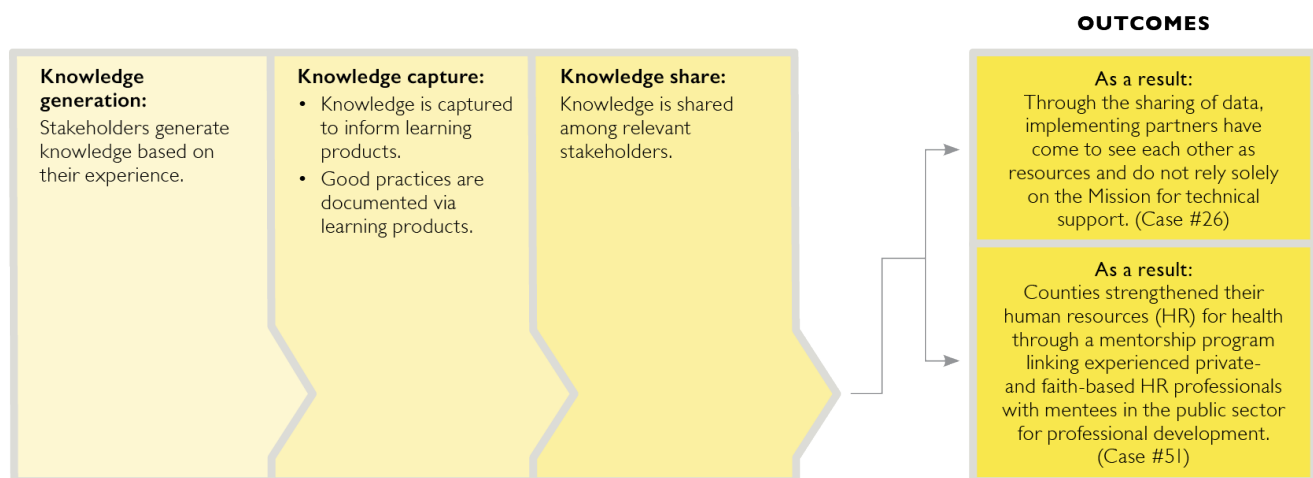 OUTCOMES
Knowledge
generation:
Stakeholders generate
knowledge based on
their experience.
Knowledge capture:
• Knowledge is captured
to inform learning
products.
• Good practices are
documented via
learning products.
Knowledge share:
Knowledge is shared
among relevant
stakeholders.
As a result:
Through the sharing of data,
implementing partners have
come to see each other as
resources and do not rely solely
on the Mission for technical
support. (Case #26)
As a result:
Counties strengthened their
human resources (HR) for health
through a mentorship program
linking experienced private-
and faith-based HR professionals
with mentees in the public sector
for professional development.
(Case #51)